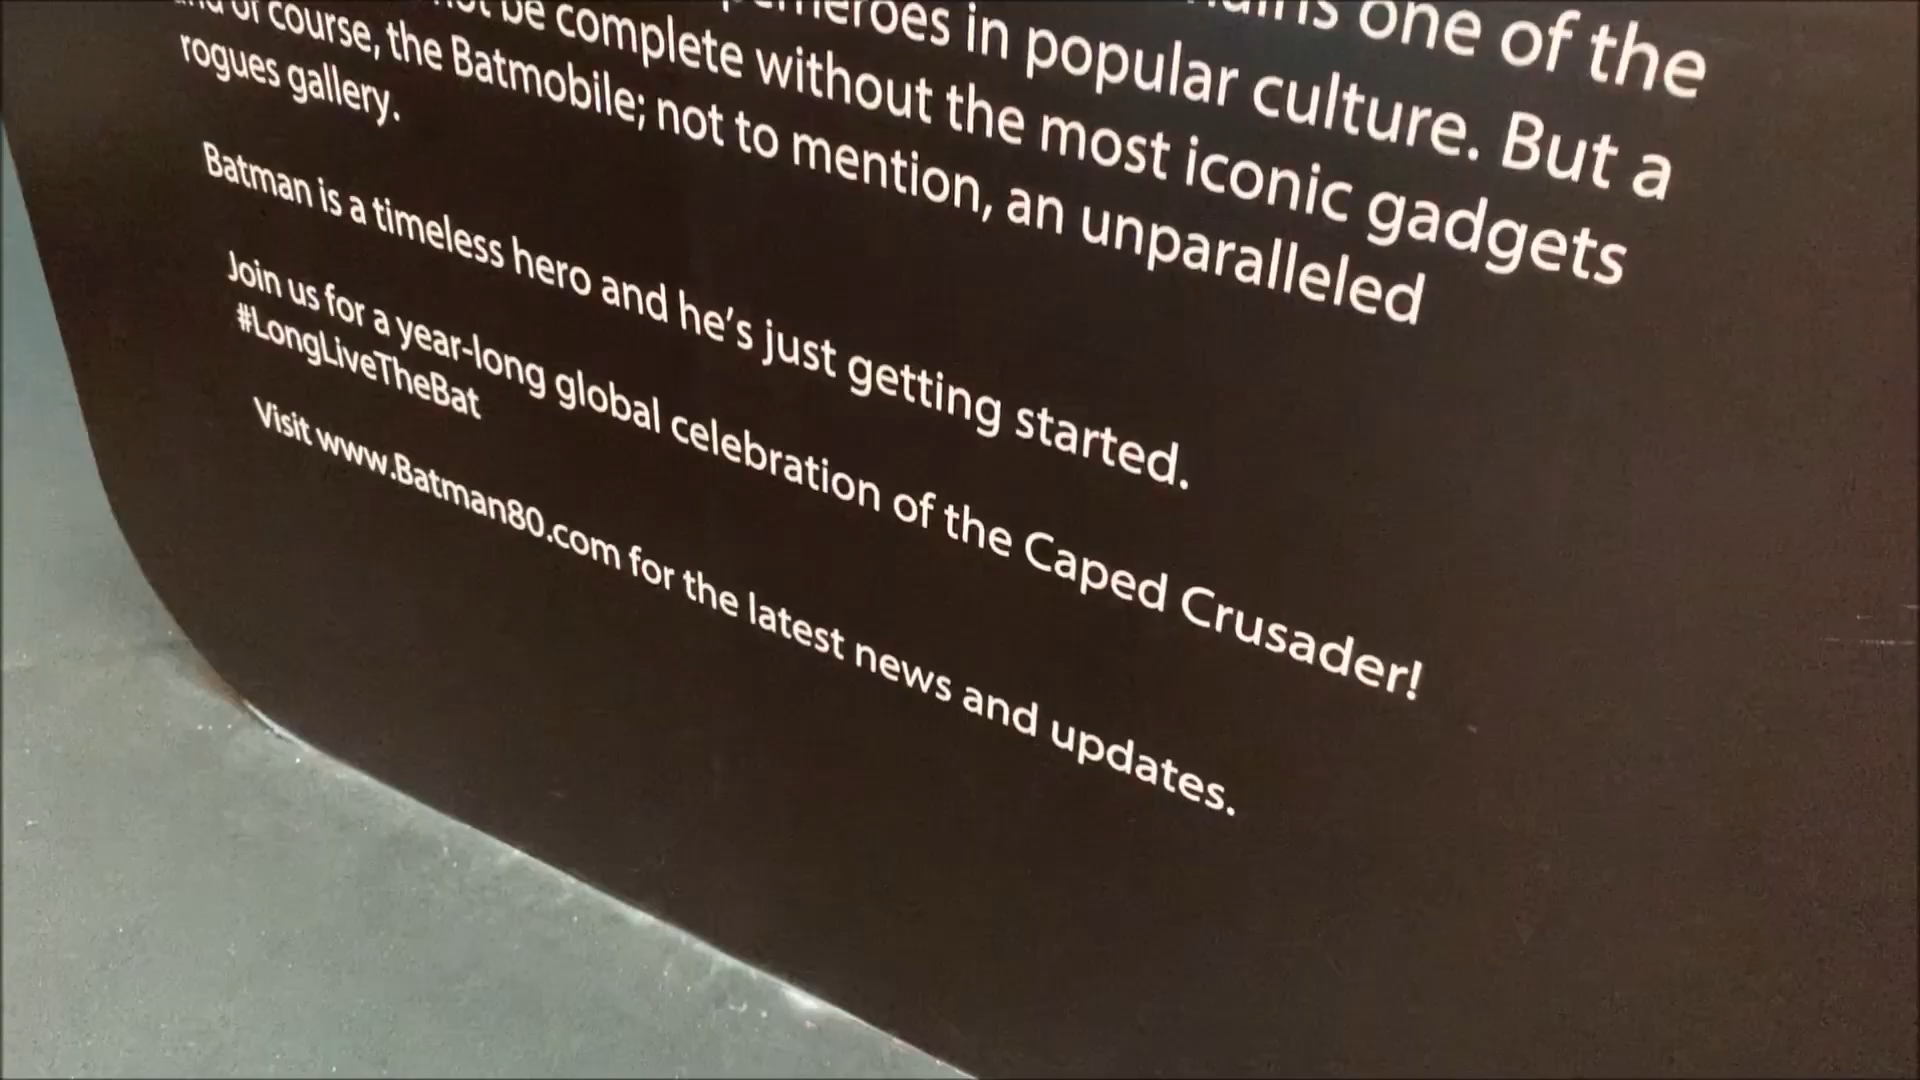 one of the
in popular culture. But a
be complete without the most iconic gadgets
of course, the Batmobile; not to mention, an unparalleled
rogues gallery.
Batman is a timeless hero and he's just getting started.
Join us for a year-long global celebration of the Caped Crusader!
#LongLiveTheBat
Visit www.Batman80.com for the latest news and updates.